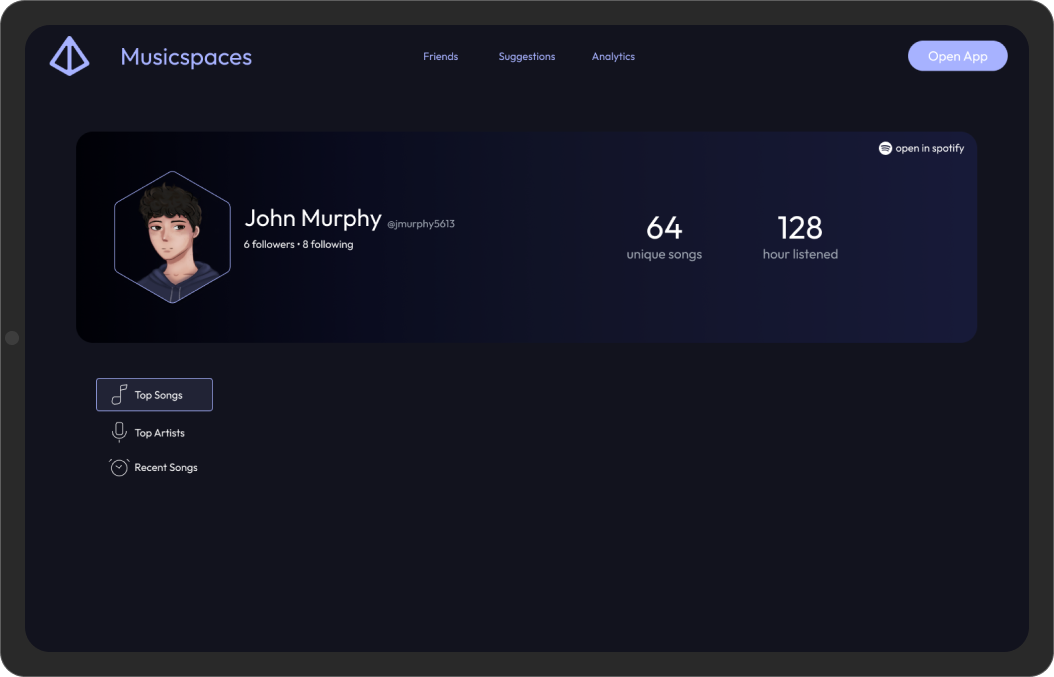 Musicspaces
Friends Suggestions Analytics
Open App
open in spotify
John Murphy @jmurphy5613
6 followers • 8 following
64
unique songs
128
hour listened
Top Songs
Top Artists
Recent Songs